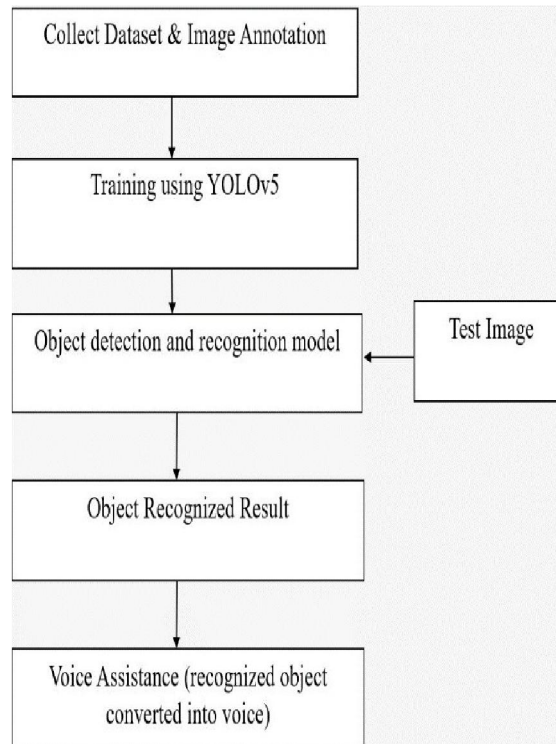 Collect Dataset & Image Annotation
Training using YOLOv5
Object detection and recognition model
Test Image
Object Recognized Result
Voice Assistance (recognized object
converted into voice)